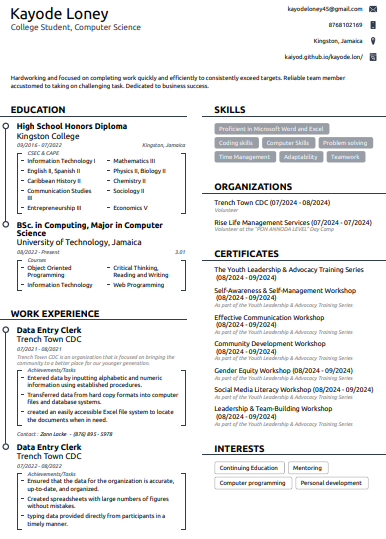 Kayode Loney
College Student, Computer Science
kayodeloney45@gmail.com
8768102169
Kingston, Jamaica
kaiyod.github.io/kayode.lon/
Hardworking and focused on completing work quickly and efficiently to consistently exceed targets. Reliable team member
accustomed to taking on challenging task. Dedicated to business success.
EDUCATION
High School Honors Diploma
Kingston College
09/2016 - 07/2022 Kingston, Jamaica
CSEC & CAPE
Information Technology I
Mathematics III
English II, Spanish II
Physics II, Biology II
Caribbean History II
Chemistry II
Communication Studies
III
Sociology II
Entrepreneurship III
Economics V
BSc. in Computing, Major in Computer
Science
University of Technology, Jamaica
08/2022 - Present 3.01
Courses
Object Oriented
Programming
Critical Thinking,
Reading and Writing
Information Technology
Web Programming
WORK EXPERIENCE
Data Entry Clerk
Trench Town CDC
07/2021 - 08/2021
Trench Town CDC is an organization that is focused on bringing the
community to a better place for our younger generation.
Achievements/Tasks
Entered data by inputting alphabetic and numeric
information using established procedures.
Transferred data from hard copy formats into computer
files and database systems.
created an easily accessible Excel file system to locate
the documents when in need.
Contact : Zann Locke - (876) 895 - 5978
Data Entry Clerk
Trench Town CDC
07/2022 - 08/2022
Achievements/Tasks
Ensured that the data for the organization is accurate,
up-to-date, and organized.
Created spreadsheets with large numbers of figures
without mistakes.
typing data provided directly from participants in a
timely manner.
SKILLS
Proficient in Microsoft Word and Excel
Coding skills
Computer Skills
Problem solving
Time Management
Adaptability
Teamwork
ORGANIZATIONS
Trench Town CDC (07/2024 - 08/2024)
Volunteer
Rise Life Management Services (07/2024 - 07/2024)
Volunteer at the "PON ANNODA LEVEL" Day Camp
CERTIFICATES
The Youth Leadership & Advocacy Training Series
(08/2024 - 09/2024)
Self-Awareness & Self-Management Workshop
(08/2024 - 09/2024)
As part of the Youth Leadership & Advocacy Training Series
Effective Communication Workshop
(08/2024 - 09/2024)
As part of the Youth Leadership & Advocacy Training Series
Community Development Workshop
(08/2024 - 09/2024)
As part of the Youth Leadership & Advocacy Training Series
Gender Equity Workshop (08/2024 - 09/2024)
As part of the Youth Leadership & Advocacy Training Series
Social Media Literacy Workshop (08/2024 - 09/2024)
As part of the Youth Leadership & Advocacy Training Series
Leadership & Team-Building Workshop
(08/2024 - 09/2024)
As part of the Youth Leadership & Advocacy Training Series
INTERESTS
Continuing Education
Mentoring
Computer programming
Personal development